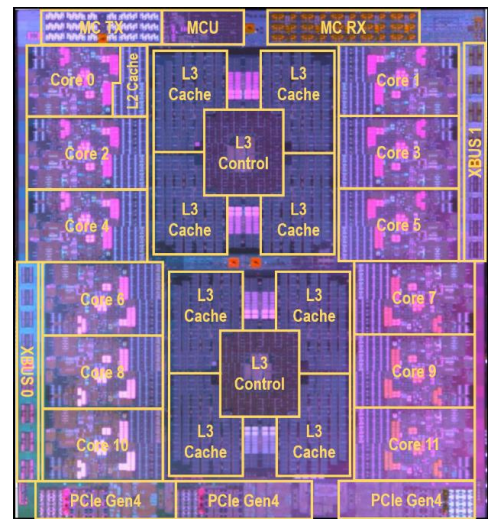 MC TX
MCU
MC RX
Core 0
L2 Cache
L3
Cache
L3
Cache
Core 1
XBUS 1
Core 2
L3
Control
Core 3
Core 4
L3
Cache
L3
Cache
Core 5
Core 6
L3
Cache
L3
Cache
Core 7
XBUS 0
Core 8
L3
Control
Core 9
Core 10
L3
Cache
L3
Cache
Core 11
PCIe Gen4
PCIe Gen4
PCIe Gen4